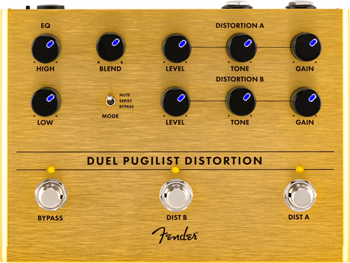 EQ
DISTORTION A
HIGH
A
B
BLEND
LEVEL
TONE
GAIN
DISTORTION B
MUTE
SERIES
BYPASS
LOW
MODE
LEVEL
TONE
GAIN
DUEL PUGILIST DISTORTION
BYPASS
DIST B
DIST A
Fender